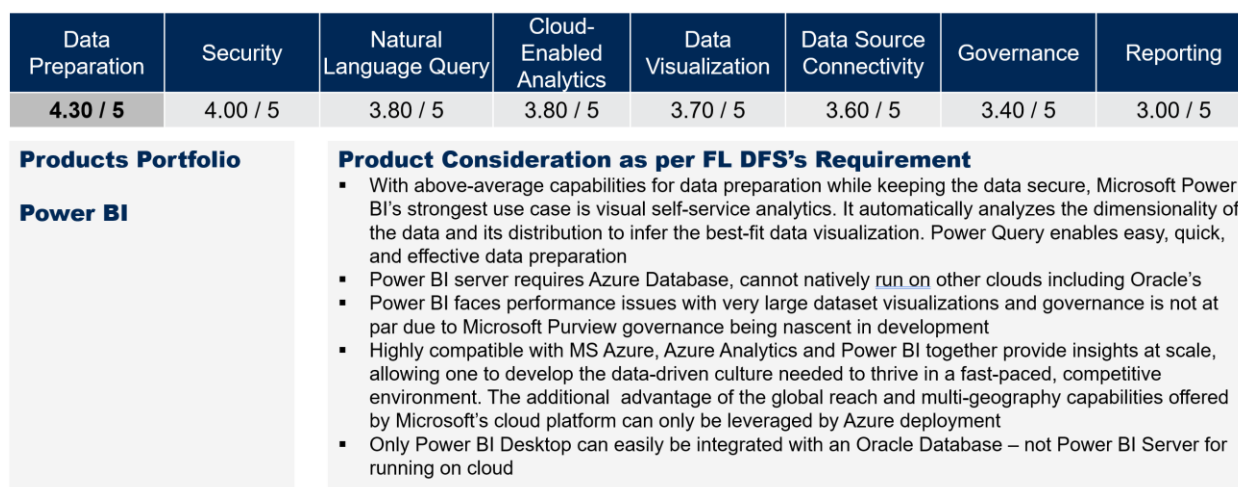 Data Preparation
Security
Natural Language Query
Cloud-Enabled Analytics
Data Visualization
Data Source Connectivity
Governance
Reporting
4.30 / 5
4.00 / 5
3.80 / 5
3.80 / 5
3.70 / 5
3.60 / 5
3.40 / 5
3.00 / 5
Products Portfolio
Power BI
Product Consideration as per FL DFS’s Requirement
▪ With above-average capabilities for data preparation while keeping the data secure, Microsoft Power
BI’s strongest use case is visual self-service analytics. It automatically analyzes the dimensionality of
the data and its distribution to infer the best-fit data visualization. Power Query enables easy, quick,
and effective data preparation
▪ Power BI server requires Azure Database, cannot natively run on other clouds including Oracle’s
▪ Power BI faces performance issues with very large dataset visualizations and governance is not at
par due to Microsoft Purview governance being nascent in development
▪ Highly compatible with MS Azure, Azure Analytics and Power BI together provide insights at scale,
allowing one to develop the data-driven culture needed to thrive in a fast-paced, competitive
environment. The additional  advantage of the global reach and multi-geography capabilities offered
by Microsoft’s cloud platform can only be leveraged by Azure deployment
▪ Only Power BI Desktop can easily be integrated with an Oracle Database – not Power BI Server for
running on cloud